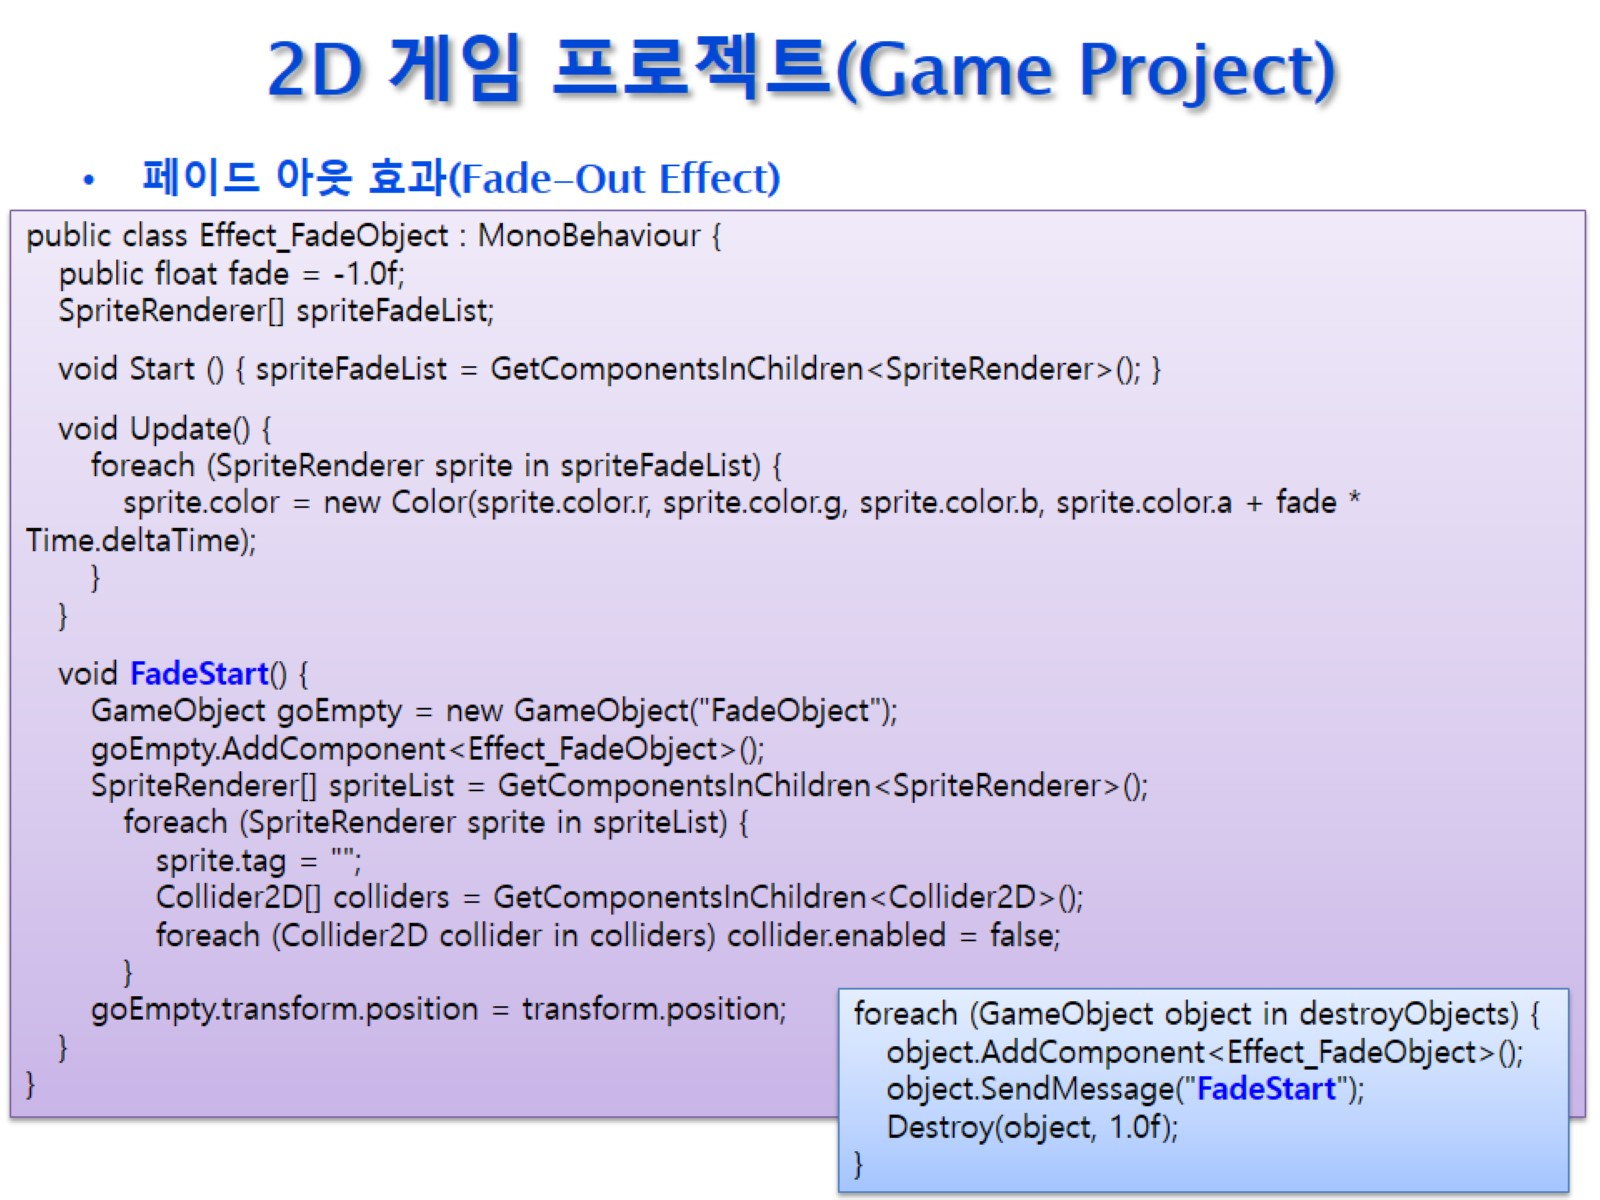 2D 게임 프로젝트(Game Project)
• 페이드 아웃 효과(Fade-Out Effect)
public class Effect_FadeObject : MonoBehaviour {
public float fade = -1.0f;
SpriteRenderer[] spriteFadeList;
void Start () { spriteFadeList = GetComponentsInChildren<SpriteRenderer>(); }
void Update() {
foreach (SpriteRenderer sprite in spriteFadeList) {
sprite.color = new Color(sprite.color.r, sprite.color.g, sprite.color.b, sprite.color.a + fade *
Time.deltaTime);
}
}
void FadeStart() {
GameObject goEmpty = new GameObject("FadeObject");
goEmpty.AddComponent<Effect_FadeObject>();
SpriteRenderer[] spriteList = GetComponentsInChildren<SpriteRenderer>();
foreach (SpriteRenderer sprite in spriteList) {
sprite.tag = "";
Collider2D[] colliders = GetComponentsInChildren<Collider2D>();
foreach (Collider2D collider in colliders) collider.enabled = false;
}
goEmpty.transform.position = transform.position;
}
}
foreach (GameObject object in destroyObjects) {
object.AddComponent<Effect_FadeObject>();
object.SendMessage("FadeStart");
Destroy(object, 1.0f);
}